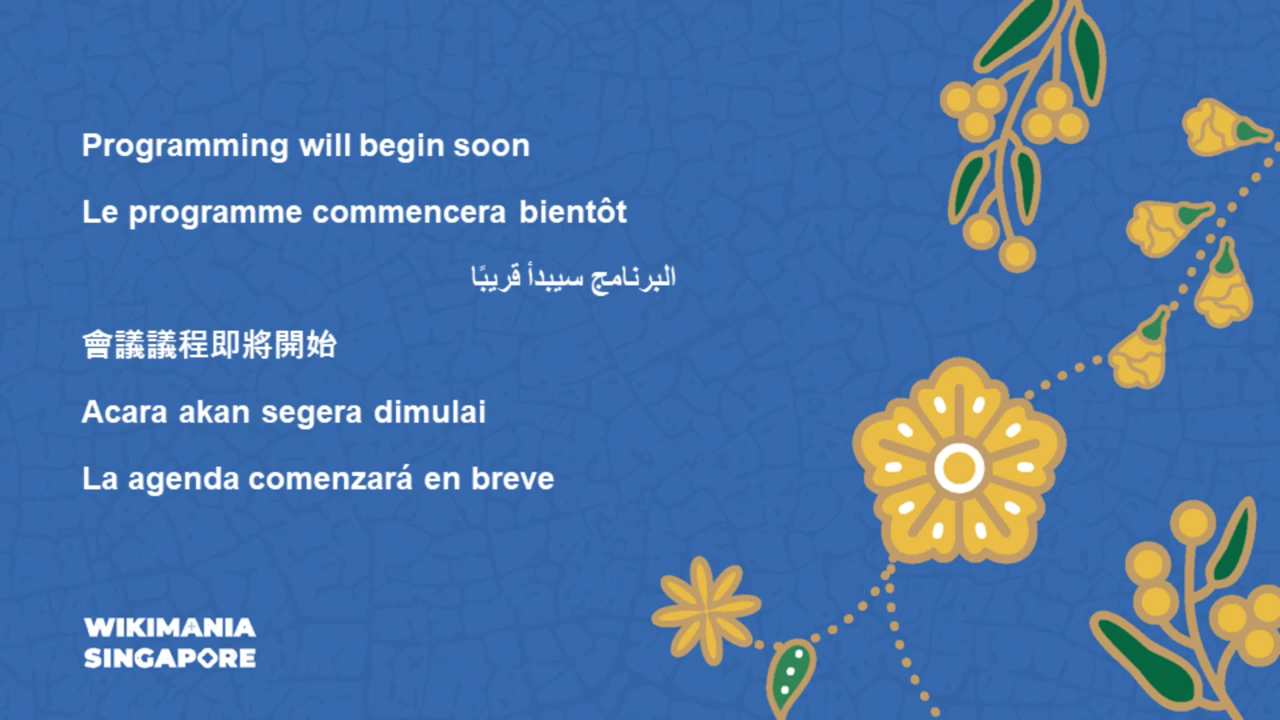 Programming will begin soon
Le programme commencera bientôt
البرنامج سيبدأ قريبًا
會議議程即將開始
Acara akan segera dimulai
La agenda comenzará en breve
WIKIMANIA
SINGAPORE